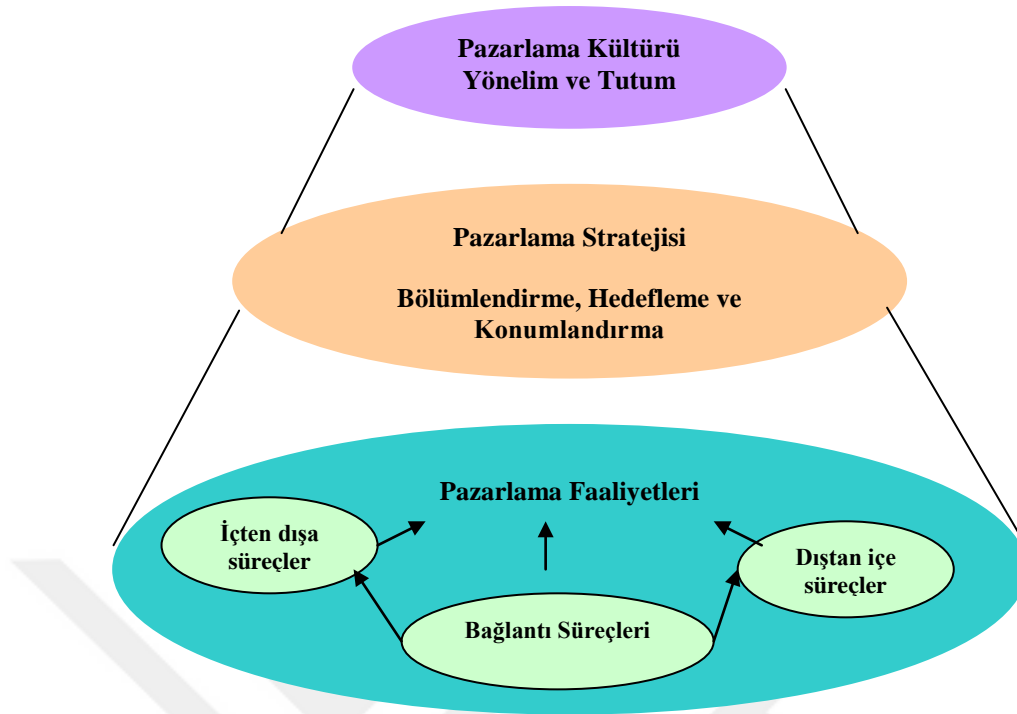 Pazarlama Kültürü
Yönelim ve Tutum
Pazarlama Stratejisi
Bölümlendirme, Hedefleme ve
Konumlandırma
Pazarlama Faaliyetleri
İçten dışa
süreçler
Dıştan içe
süreçler
Bağlantı Süreçleri